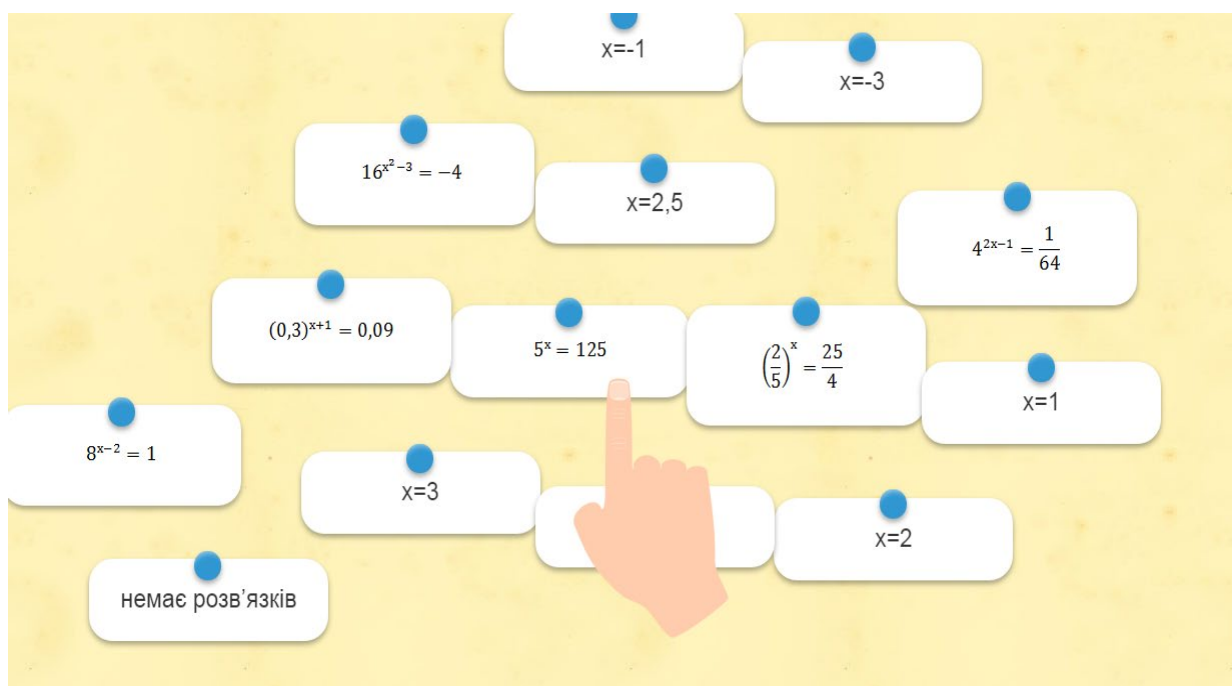 x=-1
x=-3
16^{x²−3} = −4
x=2,5
4^{2x−1} = 1/64
(0,3)^{x+1} = 0,09
5^x = 125
(2/5)^x = 25/4
x=1
8^{x−2} = 1
x=3
x=2
немає розв’язків